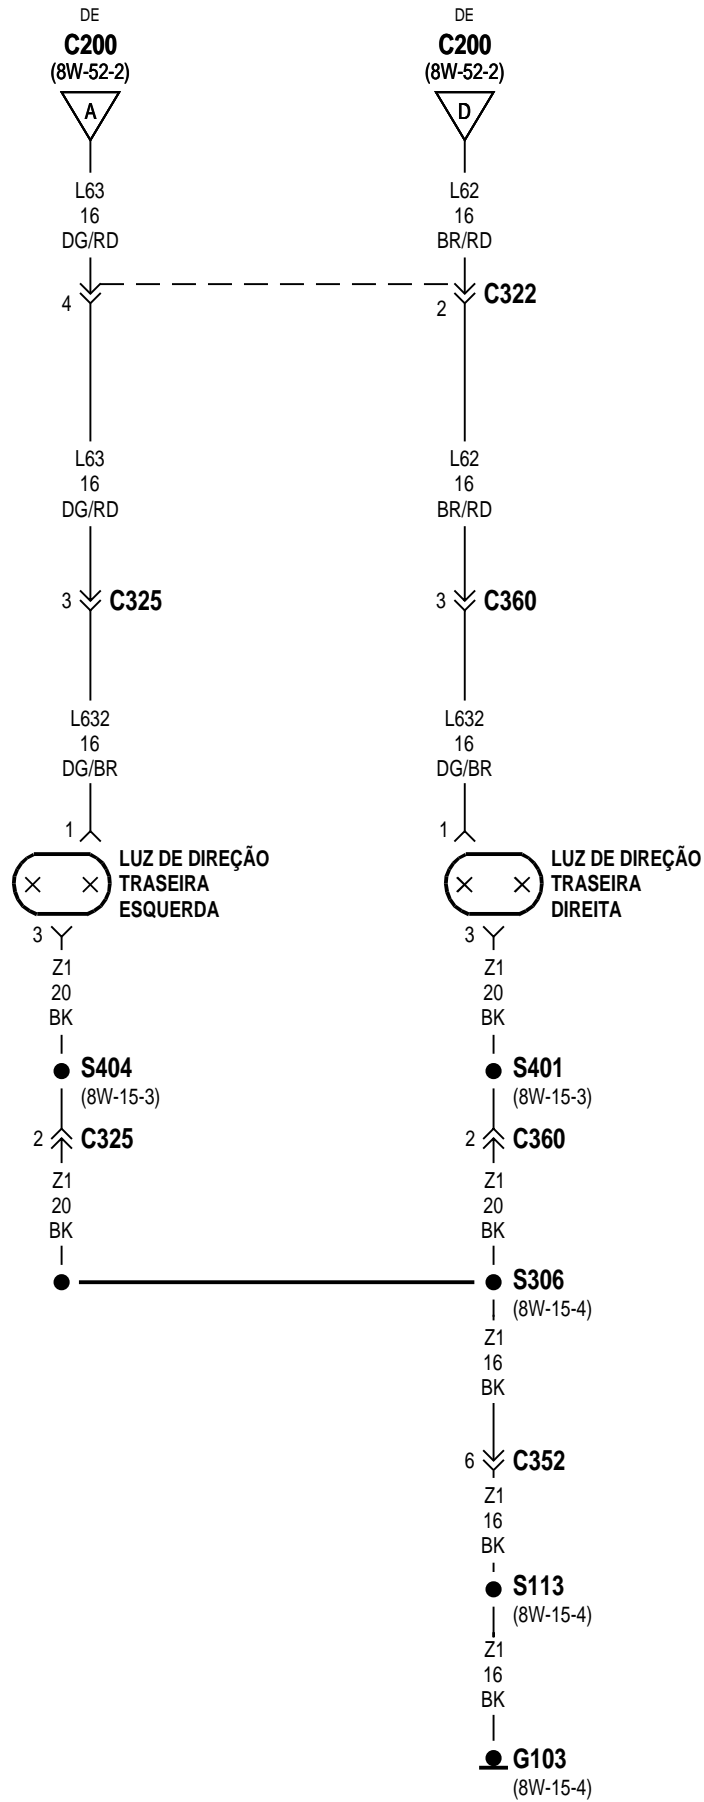 DE
C200
(8W-52-2)
A
L63
16
DG/RD
4
L63
16
DG/RD
3 C325
L632
16
DG/BR
1
LUZ DE DIREÇÃO
TRASEIRA
ESQUERDA
3
Z1
20
BK
S404
(8W-15-3)
2 C325
Z1
20
BK
DE
C200
(8W-52-2)
D
L62
16
BR/RD
2 C322
L62
16
BR/RD
3 C360
L632
16
DG/BR
1
LUZ DE DIREÇÃO
TRASEIRA
DIREITA
3
Z1
20
BK
S401
(8W-15-3)
2 C360
Z1
20
BK
S306
(8W-15-4)
Z1
16
BK
6 C352
Z1
16
BK
S113
(8W-15-4)
Z1
16
BK
G103
(8W-15-4)